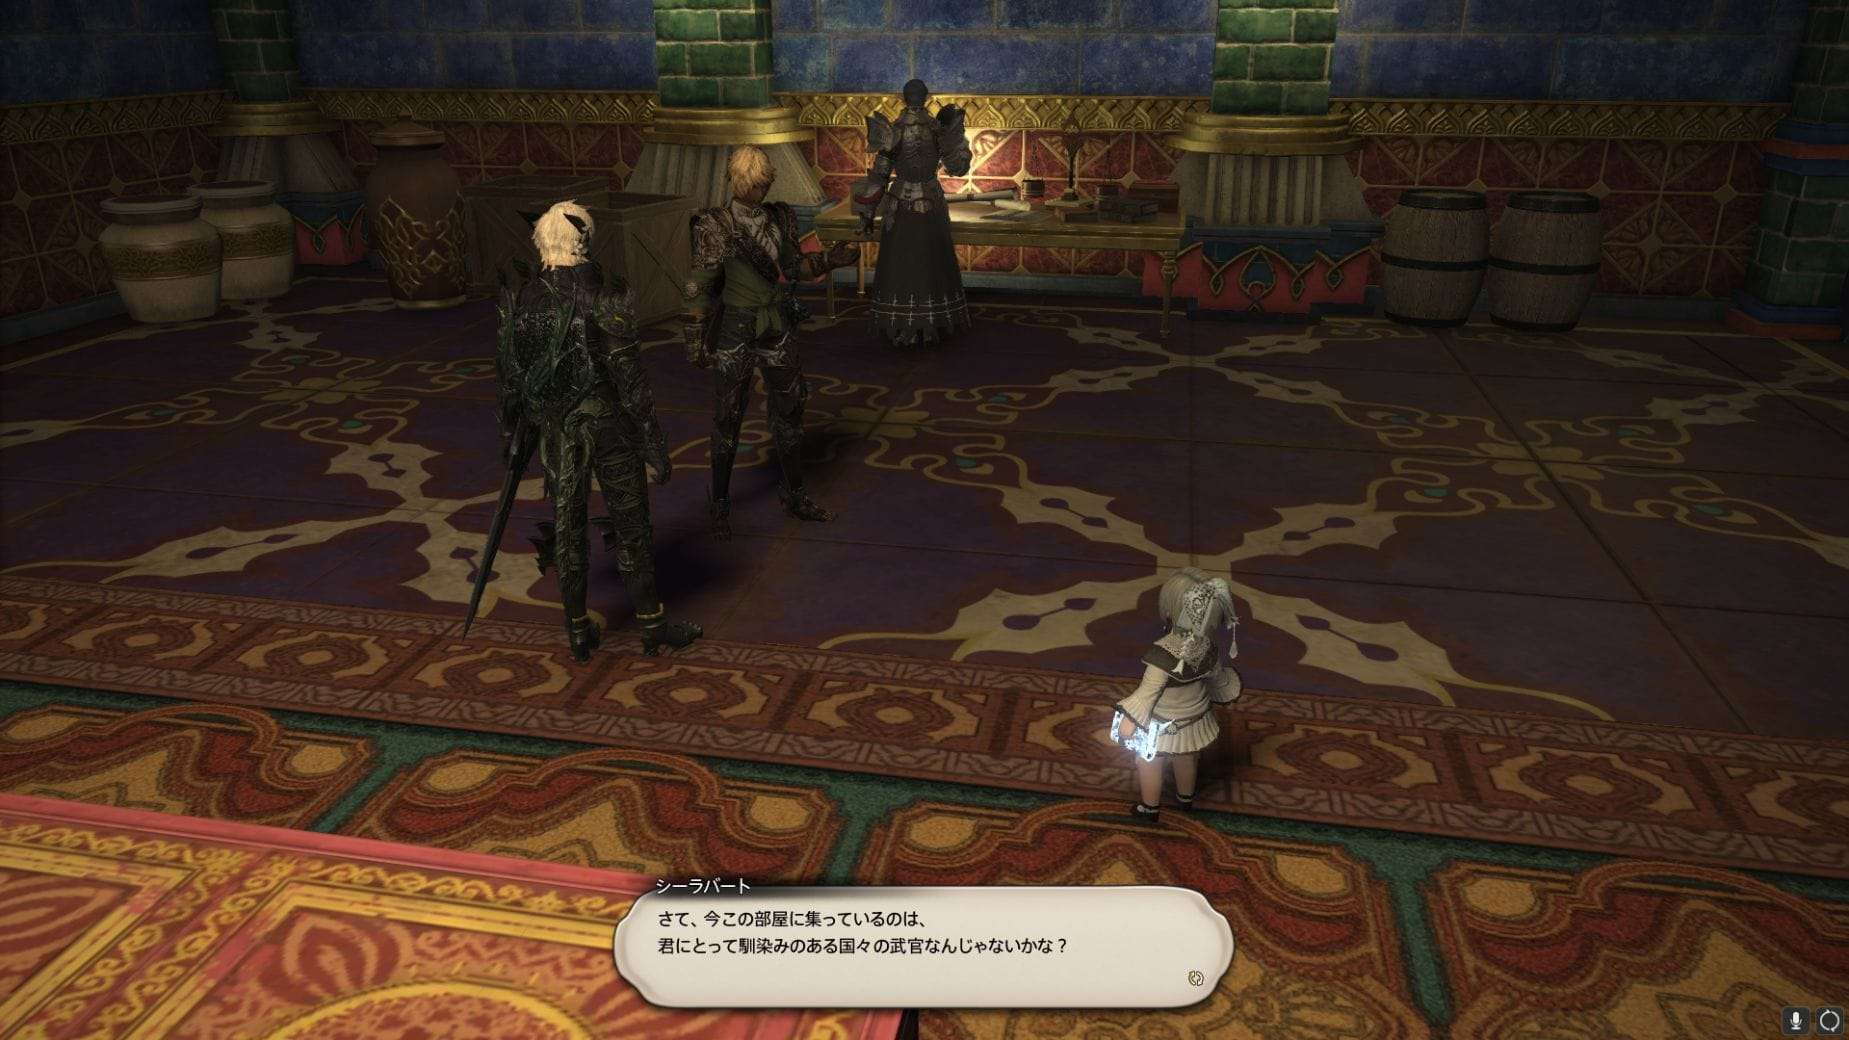 シーラバート
さて、今この部屋に集っているのは、
君にとって馴染みのある国々の武官なんじゃないかな？